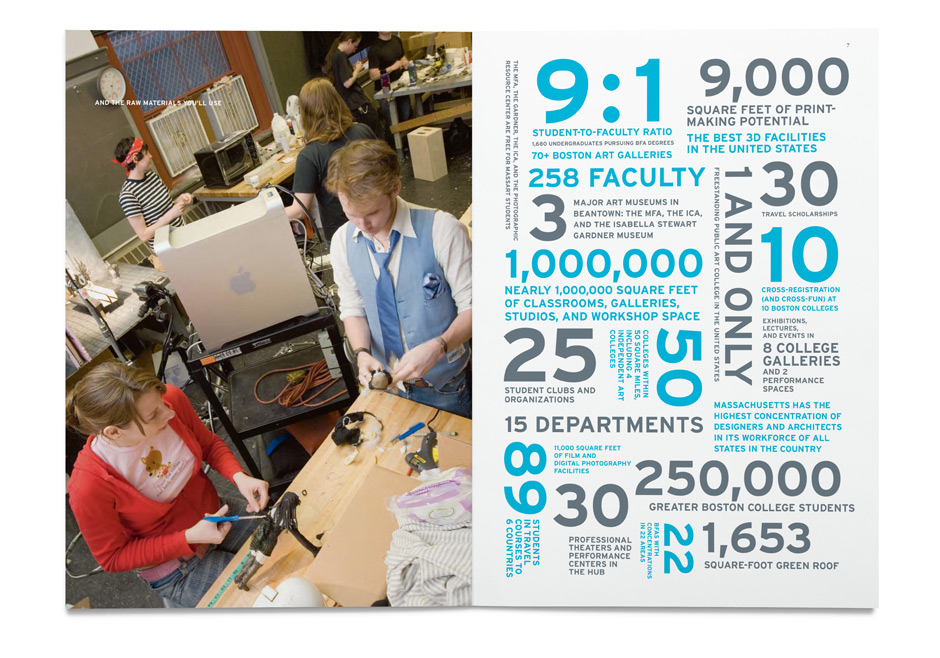 AND THE RAW MATERIALS YOU'LL USE
7
THE MFA, THE GARDNER, THE ICA, AND THE PHOTOGRAPHIC
RESOURCE CENTER ARE FREE FOR MASSART STUDENTS
9:1
STUDENT-TO-FACULTY RATIO
1,680 UNDERGRADUATES PURSUING BFA DEGREES
70+ BOSTON ART GALLERIES
9,000
SQUARE FEET OF PRINT-
MAKING POTENTIAL
THE BEST 3D FACILITIES
IN THE UNITED STATES
258 FACULTY
3
MAJOR ART MUSEUMS IN
BEANTOWN: THE MFA, THE ICA,
AND THE ISABELLA STEWART
GARDNER MUSEUM
1 AND ONLY
FREESTANDING PUBLIC ART COLLEGE IN THE UNITED STATES
30
TRAVEL SCHOLARSHIPS
10
CROSS-REGISTRATION
(AND CROSS-FUN) AT
10 BOSTON COLLEGES
1,000,000
NEARLY 1,000,000 SQUARE FEET
OF CLASSROOMS, GALLERIES,
STUDIOS, AND WORKSHOP SPACE
EXHIBITIONS,
LECTURES,
AND EVENTS IN
8 COLLEGE
GALLERIES
AND 2
PERFORMANCE
SPACES
25
STUDENT CLUBS AND
ORGANIZATIONS
50
COLLEGES WITHIN
50 SQUARE MILES,
INCLUDING 4
INDEPENDENT ART
COLLEGES
MASSACHUSETTS HAS THE
HIGHEST CONCENTRATION OF
DESIGNERS AND ARCHITECTS
IN ITS WORKFORCE OF ALL
STATES IN THE COUNTRY
15 DEPARTMENTS
89
STUDENTS
IN TRAVEL
COURSES TO
6 COUNTRIES
11,000 SQUARE FEET
OF FILM AND
DIGITAL PHOTOGRAPHY
FACILITIES
30
PROFESSIONAL
THEATERS AND
PERFORMANCE
CENTERS IN
THE HUB
250,000
GREATER BOSTON COLLEGE STUDENTS
22
BFAS WITH
CONCENTRATIONS
IN 22 AREAS
1,653
SQUARE-FOOT GREEN ROOF